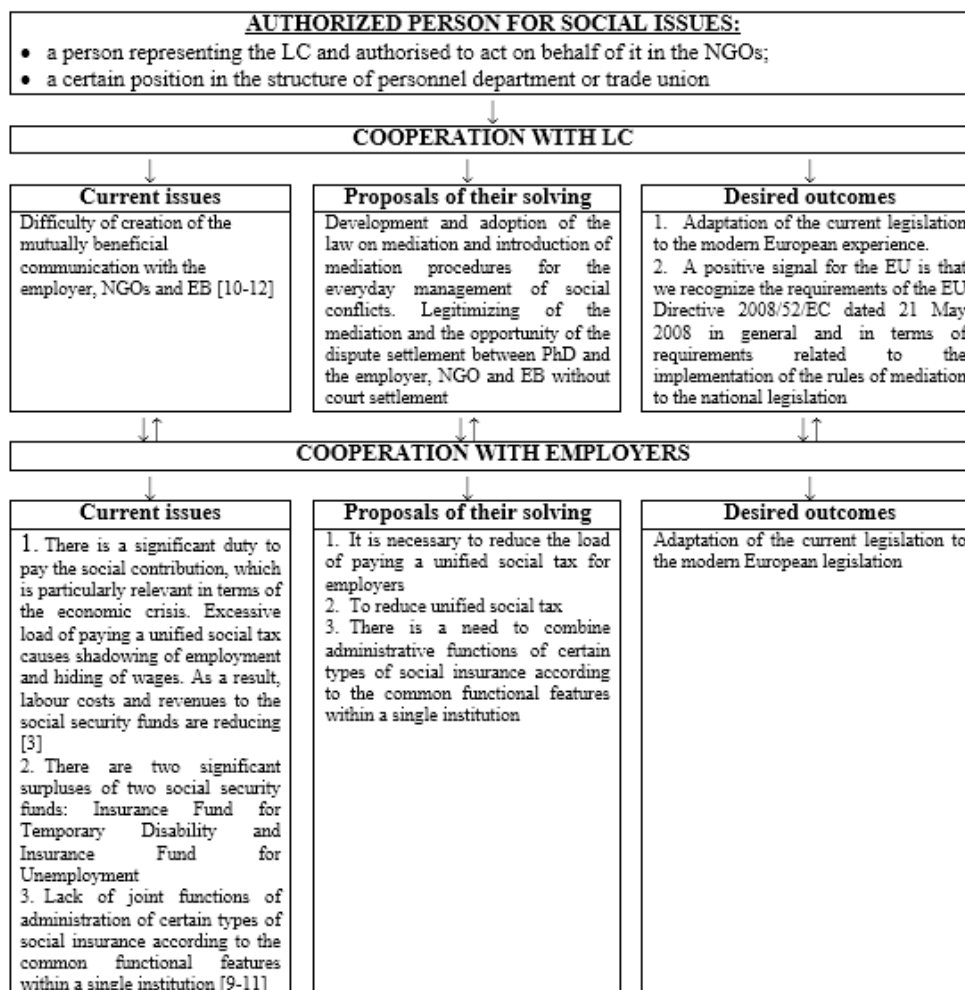 AUTHORIZED PERSON FOR SOCIAL ISSUES:
• a person representing the LC and authorised to act on behalf of it in the NGOs;
• a certain position in the structure of personnel department or trade union
↓
COOPERATION WITH LC
↓ ↓ ↓
Current issues
Difficulty of creation of the
mutually beneficial
communication with the
employer, NGOs and EB [10-12]
Proposals of their solving
Development and adoption of the
law on mediation and introduction of
mediation procedures for the
everyday management of social
conflicts. Legitimizing of the
mediation and the opportunity of the
dispute settlement between PhD and
the employer, NGO and EB without
court settlement
Desired outcomes
1. Adaptation of the current legislation
to the modern European experience.
2. A positive signal for the EU is that
we recognize the requirements of the EU
Directive 2008/52/EC dated 21 May
2008 in general and in terms of
requirements related to the
implementation of the rules of mediation
to the national legislation
↓↑ ↓↑ ↓↑
COOPERATION WITH EMPLOYERS
↓ ↓ ↓
Current issues
1. There is a significant duty to
pay the social contribution, which
is particularly relevant in terms of
the economic crisis. Excessive
load of paying a unified social tax
causes shadowing of employment
and hiding of wages. As a result,
labour costs and revenues to the
social security funds are reducing
[3]
2. There are two significant
surpluses of two social security
funds: Insurance Fund for
Temporary Disability and
Insurance Fund for
Unemployment
3. Lack of joint functions of
administration of certain types of
social insurance according to the
common functional features
within a single institution [9-11]
Proposals of their solving
1. It is necessary to reduce the load
of paying a unified social tax for
employers
2. To reduce unified social tax
3. There is a need to combine
administrative functions of certain
types of social insurance according
to the common functional features
within a single institution
Desired outcomes
Adaptation of the current legislation to
the modern European legislation